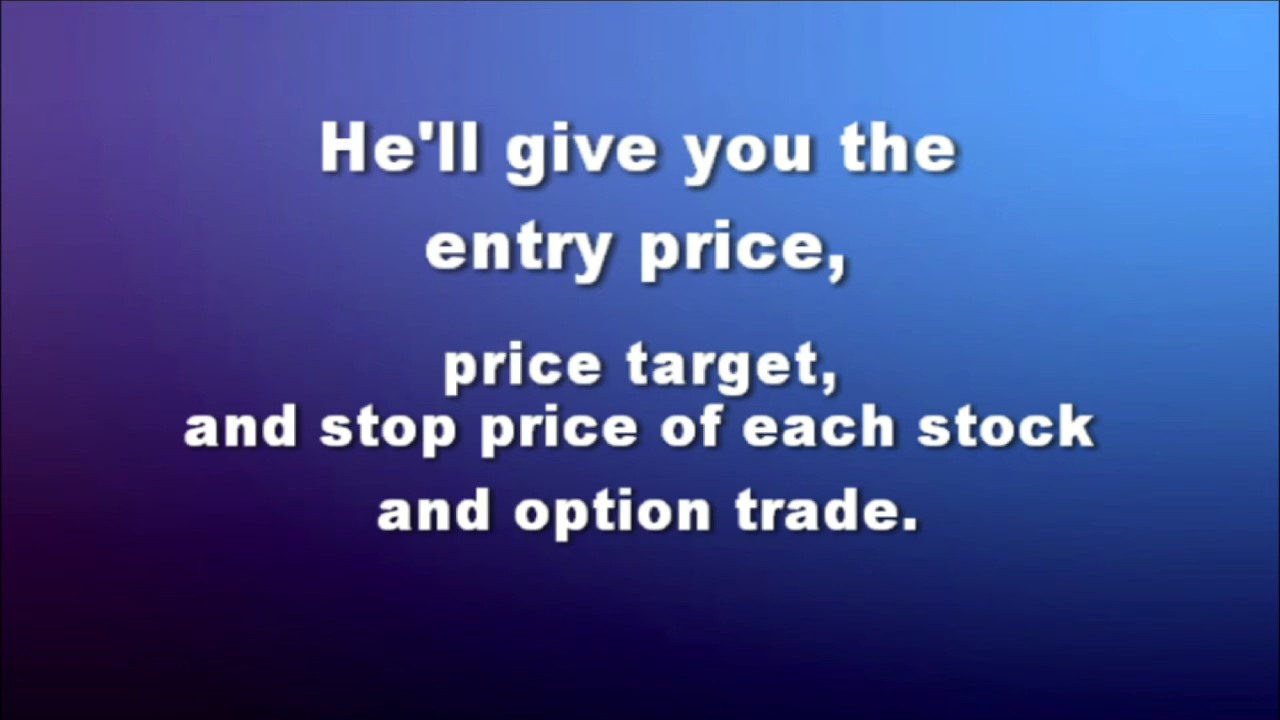 He'll give you the
entry price,
price target,
and stop price of each stock
and option trade.